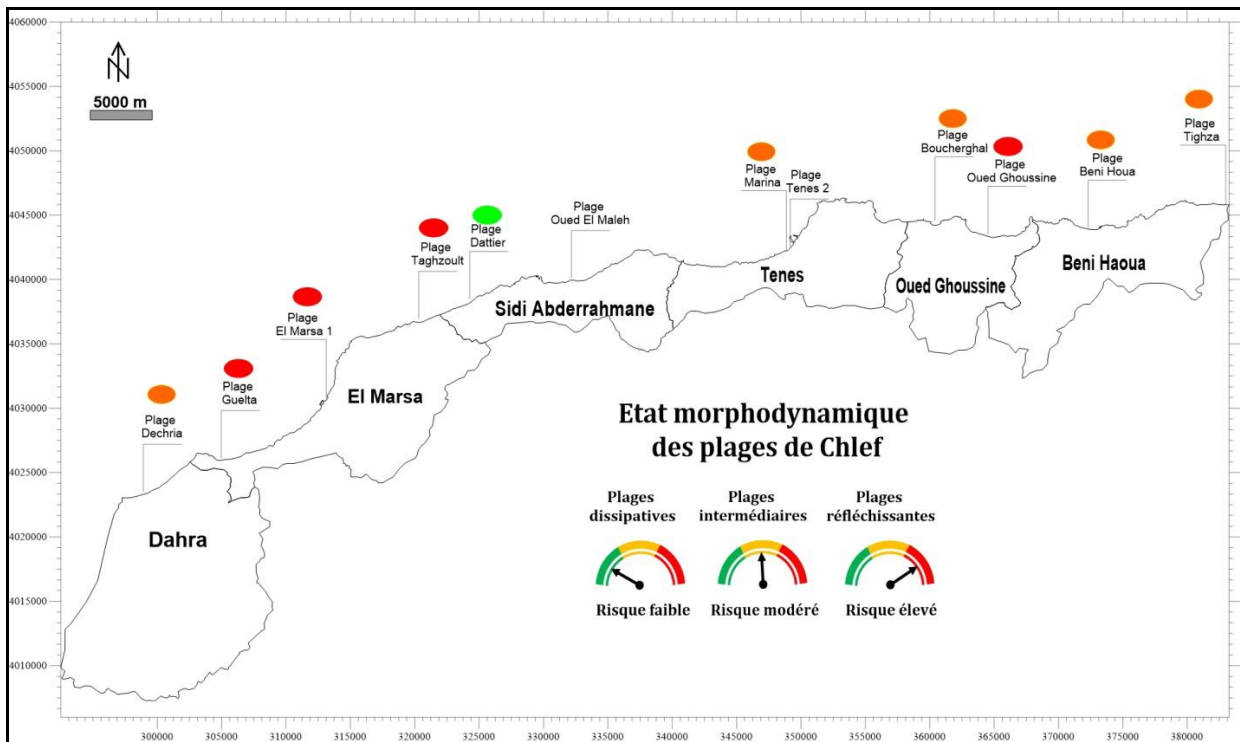 4060000
4055000
4050000
4045000
4040000
4035000
4030000
4025000
4020000
4015000
4010000
N
5000 m
Plage
Dechria
Plage
Guelta
Plage
El Marsa 1
Plage
Taghzoult
Plage
Dattier
Plage
Oued El Maleh
Plage
Marina
Plage
Tenes 2
Plage
Boucherghal
Plage
Oued Ghoussine
Plage
Beni Houa
Plage
Tighza
Dahra
El Marsa
Sidi Abderrahmane
Tenes
Oued Ghoussine
Beni Haoua
Etat morphodynamique
des plages de Chlef
Plages
dissipatives
Plages
intermédiaires
Plages
réfléchissantes
Risque faible
Risque modéré
Risque élevé
300000
305000
310000
315000
320000
325000
330000
335000
340000
345000
350000
355000
360000
365000
370000
375000
380000